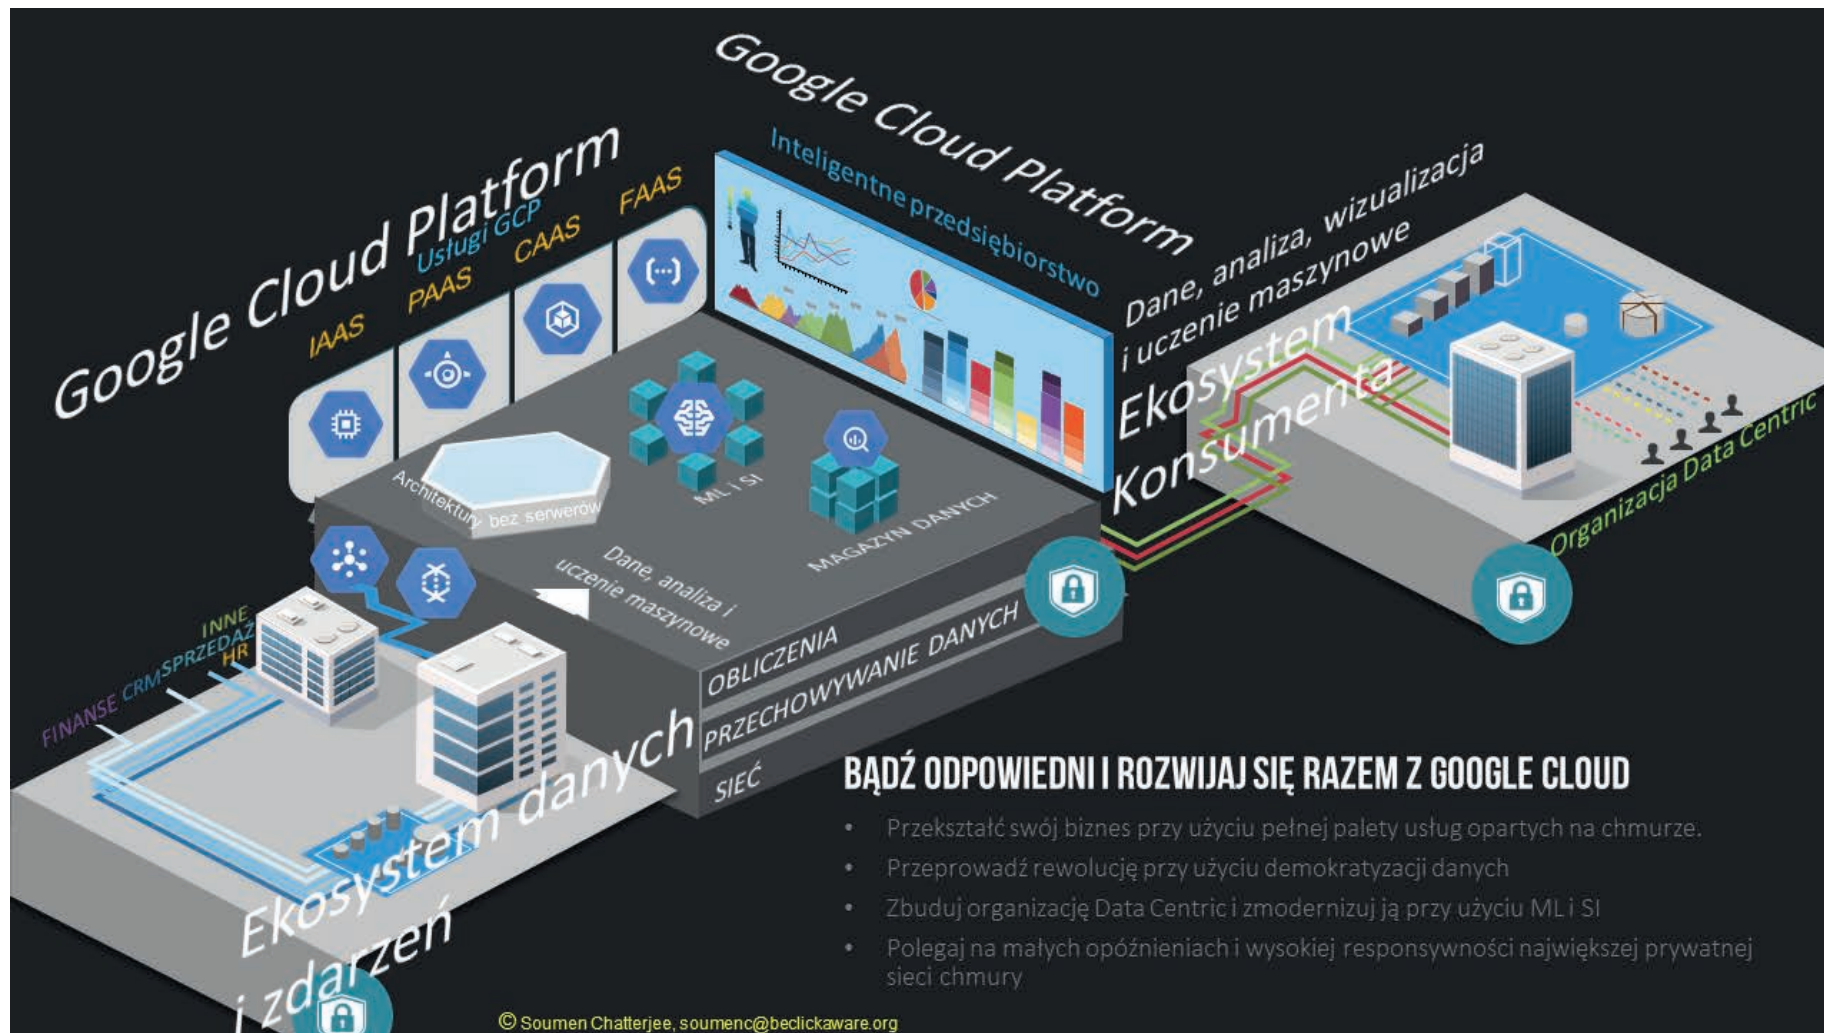 Google Cloud Platform
Usługi GCP
IAAS
PAAS
CAAS
FAAS
Google Cloud Platform
Inteligentne przedsiębiorstwo
Dane, analiza, wizualizacja
i uczenie maszynowe
Ekosystem
Konsumenta
Organizacja Data Centric
Architektury bez serwerów
ML i SI
MAGAZYN DANYCH
Dane, analiza i
uczenie maszynowe
OBLICZENIA
PRZECHOWYWANIE DANYCH
SIEĆ
INNE
SPRZEDAŻ
HR
CRM
FINANSE
Ekosystem danych
i zdarzeń
BĄDŹ ODPOWIEDNI I ROZWIJAJ SIĘ RAZEM Z GOOGLE CLOUD
• Przekształć swój biznes przy użyciu pełnej palety usług opartych na chmurze.
• Przeprowadź rewolucję przy użyciu demokratyzacji danych
• Zbuduj organizację Data Centric i zmodernizuj ją przy użyciu ML i SI
• Polegaj na małych opóźnieniach i wysokiej responsywności największej prywatnej
sieci chmury
© Soumen Chatterjee, soumenc@beclickaware.org